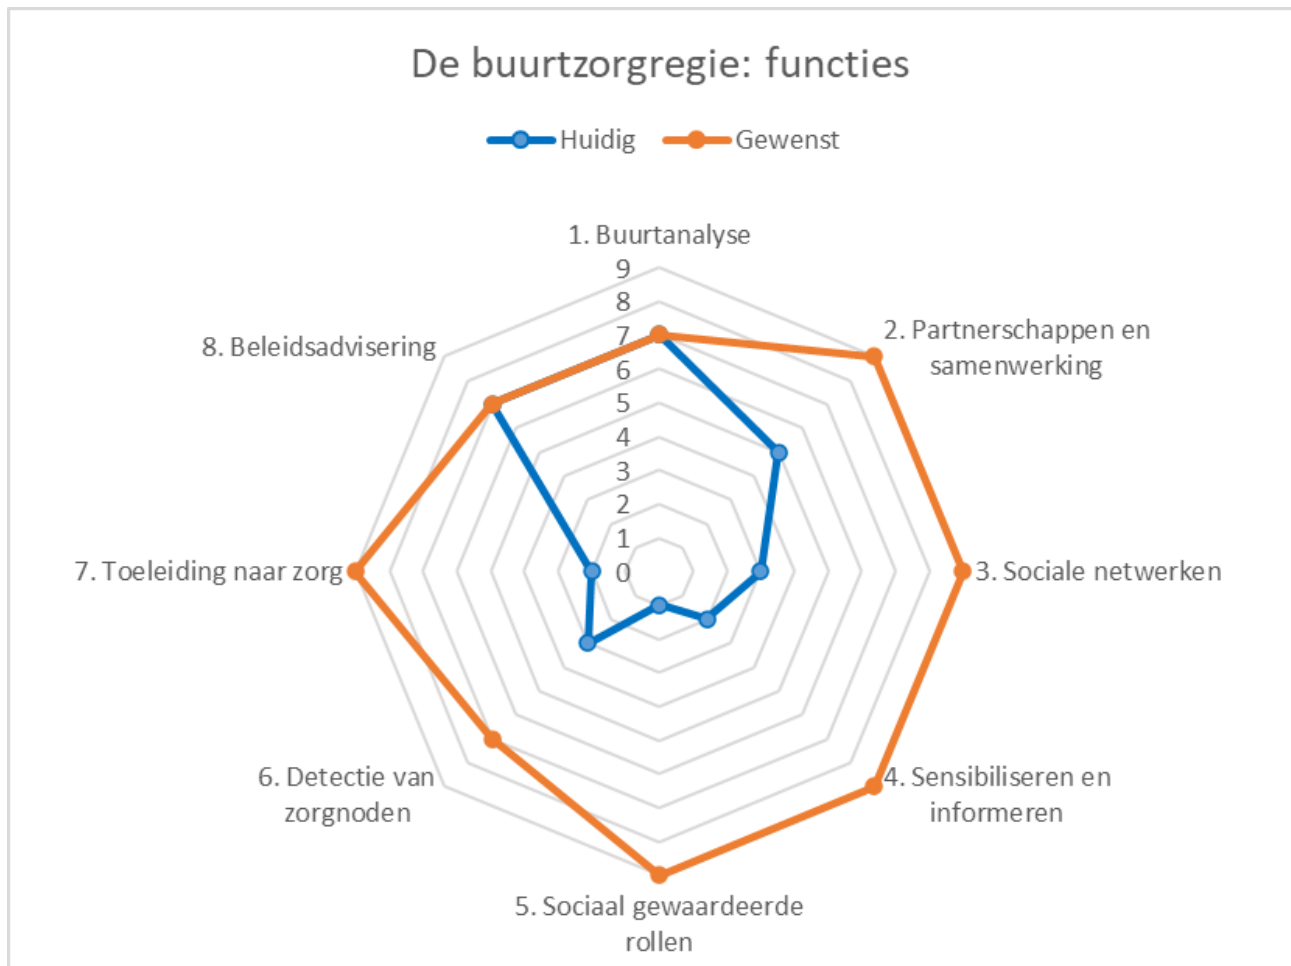 De buurtzorgregie: functies
Huidig
Gewenst
1. Buurtanalyse
9
8
7
6
5
4
3
2
1
0
2. Partnerschappen en
samenwerking
3. Sociale netwerken
4. Sensibiliseren en
informeren
5. Sociaal gewaardeerde
rollen
6. Detectie van
zorgnoden
7. Toeleiding naar zorg
8. Beleidsadvisering